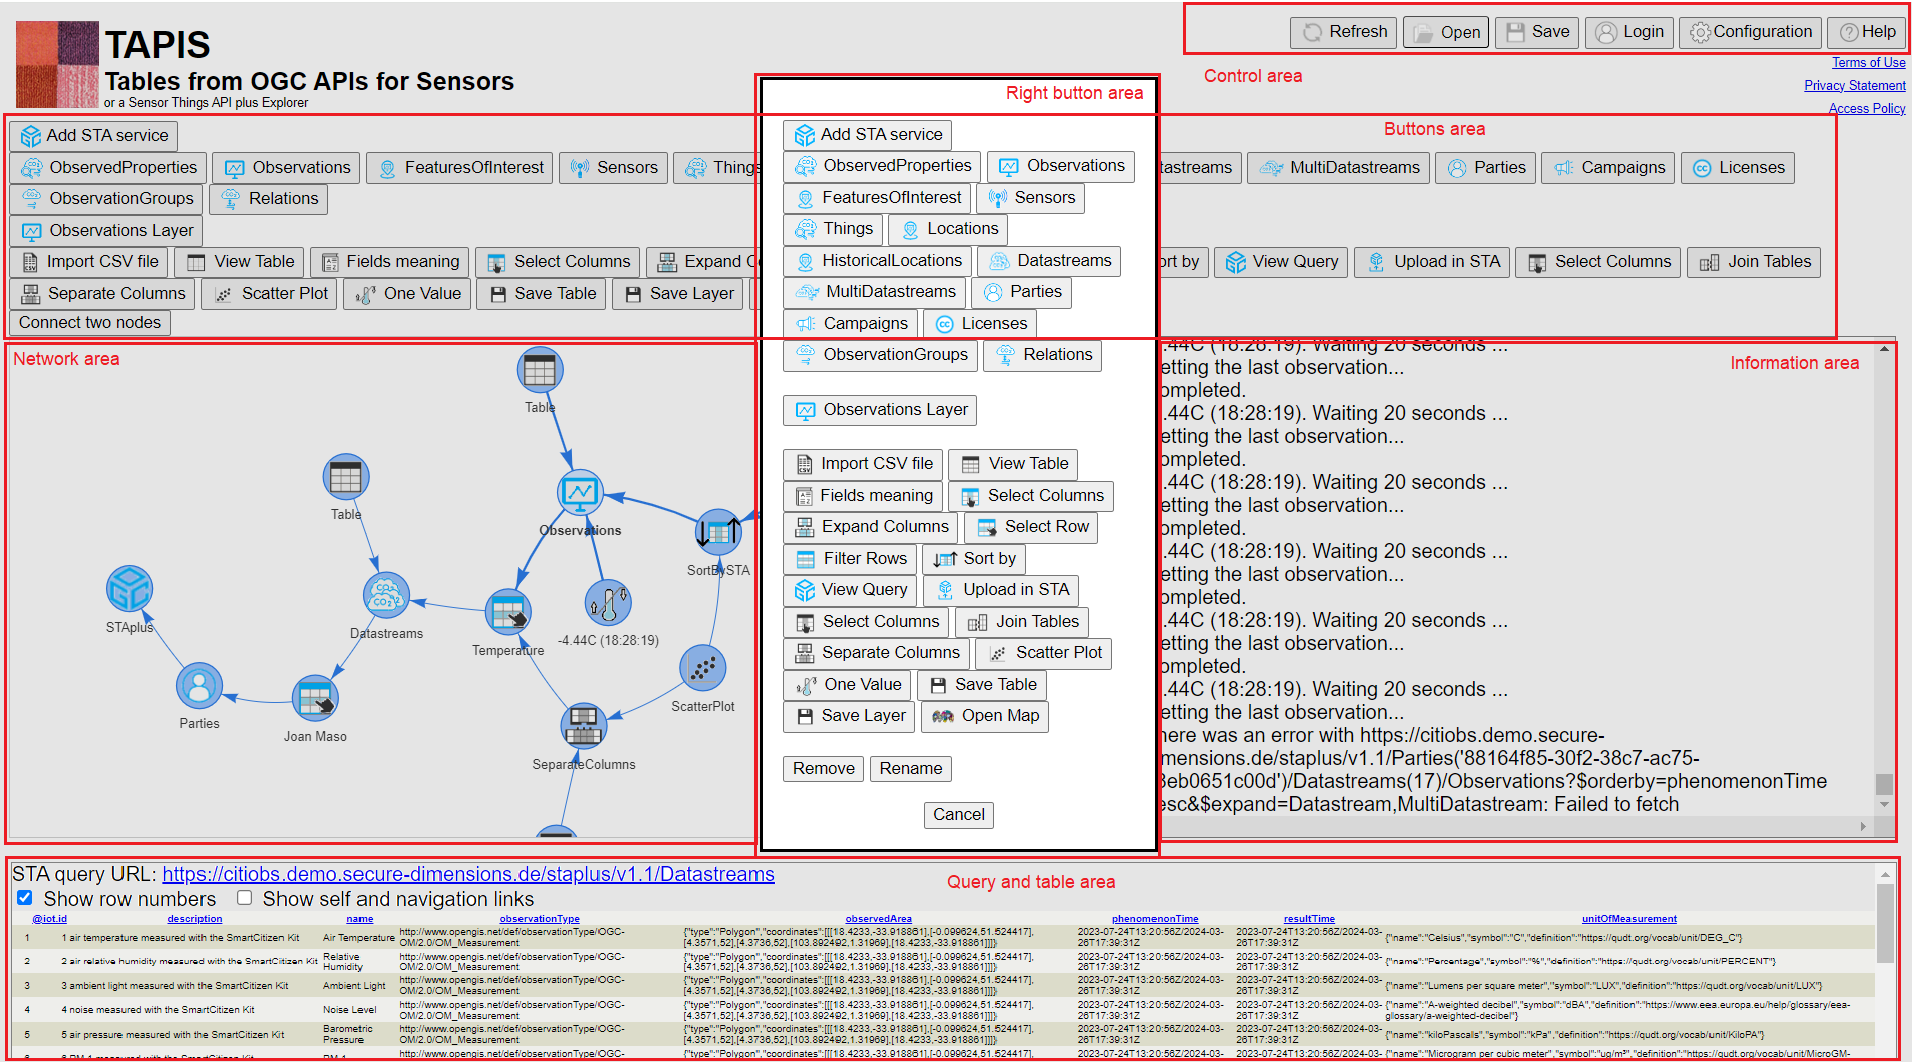 TAPIS
Tables from OGC APIs for Sensors
or a Sensor Things API plus Explorer
Refresh Open Save Login Configuration Help
Control area
Terms of Use
Privacy Statement
Access Policy
Buttons area
Add STA service
ObservedProperties Observations FeaturesOfInterest Sensors Things
tastreams MultiDatastreams Parties Campaigns Licenses
ObservationGroups Relations
Observations Layer
Import CSV file View Table Fields meaning Select Columns Expand Co
ort by View Query Upload in STA Select Columns Join Tables
Separate Columns Scatter Plot One Value Save Table Save Layer
Connect two nodes
Right button area
Add STA service
ObservedProperties Observations
FeaturesOfInterest Sensors
Things Locations
HistoricalLocations Datastreams
MultiDatastreams Parties
Campaigns Licenses
ObservationGroups Relations
Observations Layer
Import CSV file View Table
Fields meaning Select Columns
Expand Columns Select Row
Filter Rows Sort by
View Query Upload in STA
Select Columns Join Tables
Separate Columns Scatter Plot
One Value Save Table
Save Layer Open Map
Remove Rename
Cancel
Network area
Table
Table
Observations
SortBySTA
STAplus
Datastreams
Temperature
-4.44C (18:28:19)
Parties
Joan Maso
ScatterPlot
SeparateColumns
Information area
.44C (18:28:19). Waiting 20 seconds ...
etting the last observation...
ompleted.
.44C (18:28:19). Waiting 20 seconds ...
etting the last observation...
ompleted.
.44C (18:28:19). Waiting 20 seconds ...
etting the last observation...
ompleted.
.44C (18:28:19). Waiting 20 seconds ...
etting the last observation...
ompleted.
.44C (18:28:19). Waiting 20 seconds ...
etting the last observation...
ompleted.
.44C (18:28:19). Waiting 20 seconds ...
etting the last observation...
here was an error with https://citiobs.demo.secure-
mensions.de/staplus/v1.1/Parties('88164f85-30f2-38c7-ac75-
3eb0651c00d')/Datastreams(17)/Observations?$orderby=phenomenonTime
esc&$expand=Datastream,MultiDatastream: Failed to fetch
Query and table area
STA query URL: https://citiobs.demo.secure-dimensions.de/staplus/v1.1/Datastreams
Show row numbers Show self and navigation links
@iot.id description name observationType observedArea phenomenonTime resultTime unitOfMeasurement
1 1 air temperature measured with the SmartCitizen Kit Air Temperature http://www.opengis.net/def/observationType/OGC-OM/2.0/OM_Measurement {"type":"Polygon","coordinates":[[[18.4233,-33.918861],[-0.099624,51.524417],[4.3571,52],[4.3736,52],[103.892492,1.31969],[18.4233,-33.918861]]]} 2023-07-24T13:20:56Z/2024-03-26T17:39:31Z 2023-07-24T13:20:56Z/2024-03-26T17:39:31Z {"name":"Celsius","symbol":"C","definition":"https://qudt.org/vocab/unit/DEG_C"}
2 2 air relative humidity measured with the SmartCitizen Kit Relative Humidity http://www.opengis.net/def/observationType/OGC-OM/2.0/OM_Measurement {"type":"Polygon","coordinates":[[[18.4233,-33.918861],[-0.099624,51.524417],[4.3571,52],[4.3736,52],[103.892492,1.31969],[18.4233,-33.918861]]]} 2023-07-24T13:20:56Z/2024-03-26T17:39:31Z 2023-07-24T13:20:56Z/2024-03-26T17:39:31Z {"name":"Percentage","symbol":"%","definition":"https://qudt.org/vocab/unit/PERCENT"}
3 3 ambient light measured with the SmartCitizen Kit Ambient Light http://www.opengis.net/def/observationType/OGC-OM/2.0/OM_Measurement {"type":"Polygon","coordinates":[[[18.4233,-33.918861],[-0.099624,51.524417],[4.3571,52],[4.3736,52],[103.892492,1.31969],[18.4233,-33.918861]]]} 2023-07-24T13:20:56Z/2024-03-26T17:39:31Z 2023-07-24T13:20:56Z/2024-03-26T17:39:31Z {"name":"Lumens per square meter","symbol":"LUX","definition":"https://qudt.org/vocab/unit/LUX"}
4 4 noise measured with the SmartCitizen Kit Noise Level http://www.opengis.net/def/observationType/OGC-OM/2.0/OM_Measurement {"type":"Polygon","coordinates":[[[18.4233,-33.918861],[-0.099624,51.524417],[4.3571,52],[4.3736,52],[103.892492,1.31969],[18.4233,-33.918861]]]} 2023-07-24T13:20:56Z/2024-03-26T17:39:31Z 2023-07-24T13:20:56Z/2024-03-26T17:39:31Z {"name":"A-weighted decibel","symbol":"dBA","definition":"https://www.eea.europa.eu/help/glossary/eea-glossary/a-weighted-decibel"}
5 5 air pressure measured with the SmartCitizen Kit Barometric Pressure http://www.opengis.net/def/observationType/OGC-OM/2.0/OM_Measurement {"type":"Polygon","coordinates":[[[18.4233,-33.918861],[-0.099624,51.524417],[4.3571,52],[4.3736,52],[103.892492,1.31969],[18.4233,-33.918861]]]} 2023-07-24T13:20:56Z/2024-03-26T17:39:31Z 2023-07-24T13:20:56Z/2024-03-26T17:39:31Z {"name":"kiloPascals","symbol":"kPa","definition":"https://qudt.org/vocab/unit/KiloPA"}
6 6 PM 1 measured with the SmartCitizen Kit PM 1 http://www.opengis.net/def/observationType/OGC- {"type":"Polygon","coordinates":[[[18.4233,-33.918861],[-0.099624,51.524417], 2023-07-24T13:20:56Z/2024-03- 2023-07-24T13:20:56Z/2024-03- {"name":"Microgram per cubic meter","symbol":"ug/m³","definition":"https://qudt.org/vocab/unit/MicroGM-